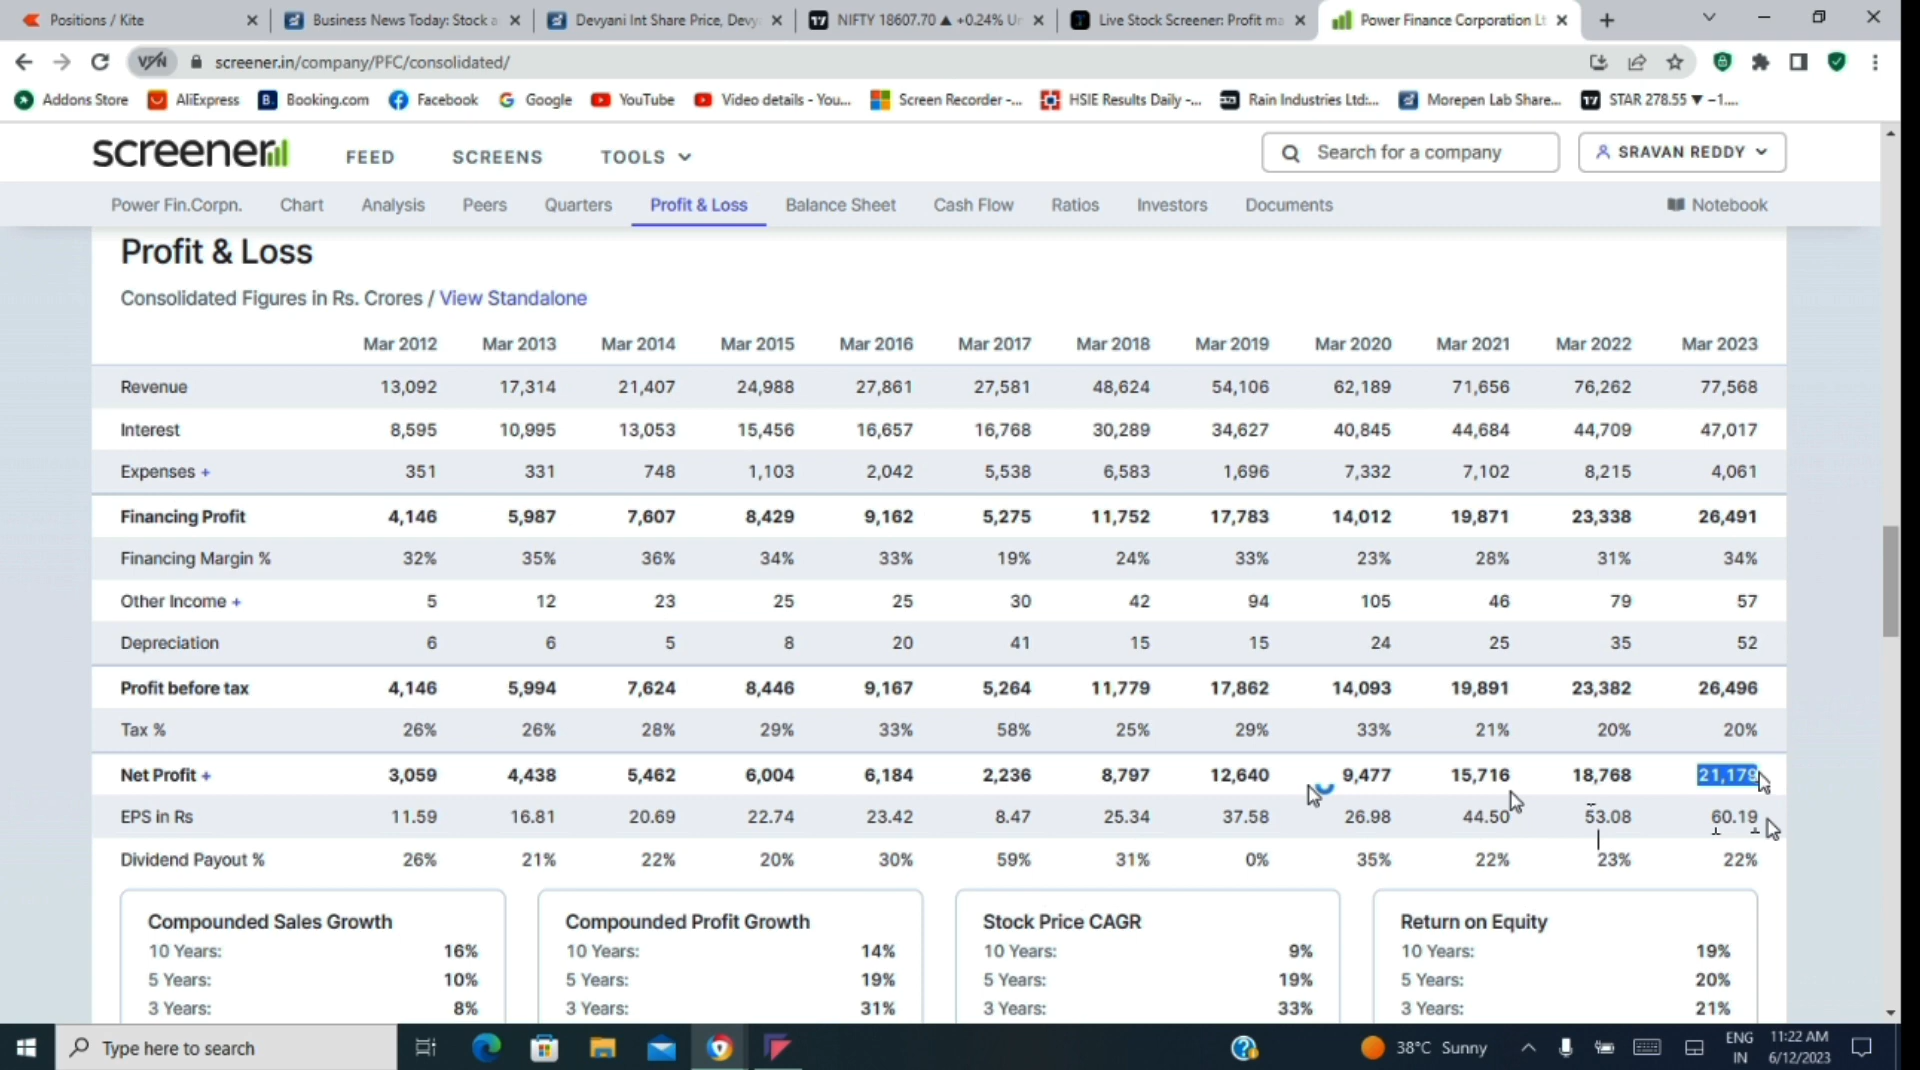 Positions / Kite
Business News Today: Stock a
Devyani Int Share Price, Devy
NIFTY 18607.70 ▲ +0.24% Un
Live Stock Screener: Profit ma
Power Finance Corporation Lt
VPN
screener.in/company/PFC/consolidated/
Addons Store
AliExpress
Booking.com
Facebook
Google
YouTube
Video details - You...
Screen Recorder -...
HSIE Results Daily -...
Rain Industries Ltd:...
Morepen Lab Share...
STAR 278.55 ▼ −1....
screener
FEED
SCREENS
TOOLS
Search for a company
SRAVAN REDDY
Power Fin.Corpn.
Chart
Analysis
Peers
Quarters
Profit & Loss
Balance Sheet
Cash Flow
Ratios
Investors
Documents
Notebook
Profit & Loss
Consolidated Figures in Rs. Crores / View Standalone
Mar 2012 Mar 2013 Mar 2014 Mar 2015 Mar 2016 Mar 2017 Mar 2018 Mar 2019 Mar 2020 Mar 2021 Mar 2022 Mar 2023
Revenue 13,092 17,314 21,407 24,988 27,861 27,581 48,624 54,106 62,189 71,656 76,262 77,568
Interest 8,595 10,995 13,053 15,456 16,657 16,768 30,289 34,627 40,845 44,684 44,709 47,017
Expenses + 351 331 748 1,103 2,042 5,538 6,583 1,696 7,332 7,102 8,215 4,061
Financing Profit 4,146 5,987 7,607 8,429 9,162 5,275 11,752 17,783 14,012 19,871 23,338 26,491
Financing Margin % 32% 35% 36% 34% 33% 19% 24% 33% 23% 28% 31% 34%
Other Income + 5 12 23 25 25 30 42 94 105 46 79 57
Depreciation 6 6 5 8 20 41 15 15 24 25 35 52
Profit before tax 4,146 5,994 7,624 8,446 9,167 5,264 11,779 17,862 14,093 19,891 23,382 26,496
Tax % 26% 26% 28% 29% 33% 58% 25% 29% 33% 21% 20% 20%
Net Profit + 3,059 4,438 5,462 6,004 6,184 2,236 8,797 12,640 9,477 15,716 18,768 21,179
EPS in Rs 11.59 16.81 20.69 22.74 23.42 8.47 25.34 37.58 26.98 44.50 53.08 60.19
Dividend Payout % 26% 21% 22% 20% 30% 59% 31% 0% 35% 22% 23% 22%
Compounded Sales Growth
10 Years: 16%
5 Years: 10%
3 Years: 8%
Compounded Profit Growth
10 Years: 14%
5 Years: 19%
3 Years: 31%
Stock Price CAGR
10 Years: 9%
5 Years: 19%
3 Years: 33%
Return on Equity
10 Years: 19%
5 Years: 20%
3 Years: 21%
Type here to search
38°C Sunny
ENG
IN
11:22 AM
6/12/2023